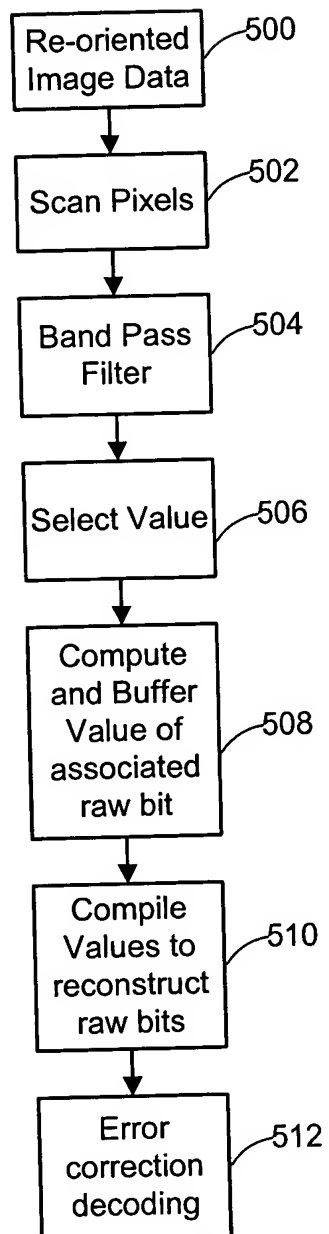 Re-oriented
Image Data
500
Scan Pixels
502
Band Pass
Filter
504
Select Value
506
Compute
and Buffer
Value of
associated
raw bit
508
Compile
Values to
reconstruct
raw bits
510
Error
correction
decoding
512